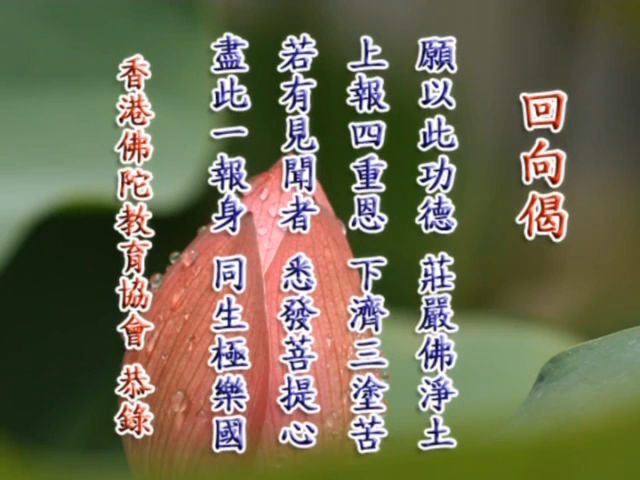 回向偈
願以此功德 莊嚴佛淨土
上報四重恩 下濟三塗苦
若有見聞者 悉發菩提心
盡此一報身 同生極樂國
香港佛陀教育協會 恭錄